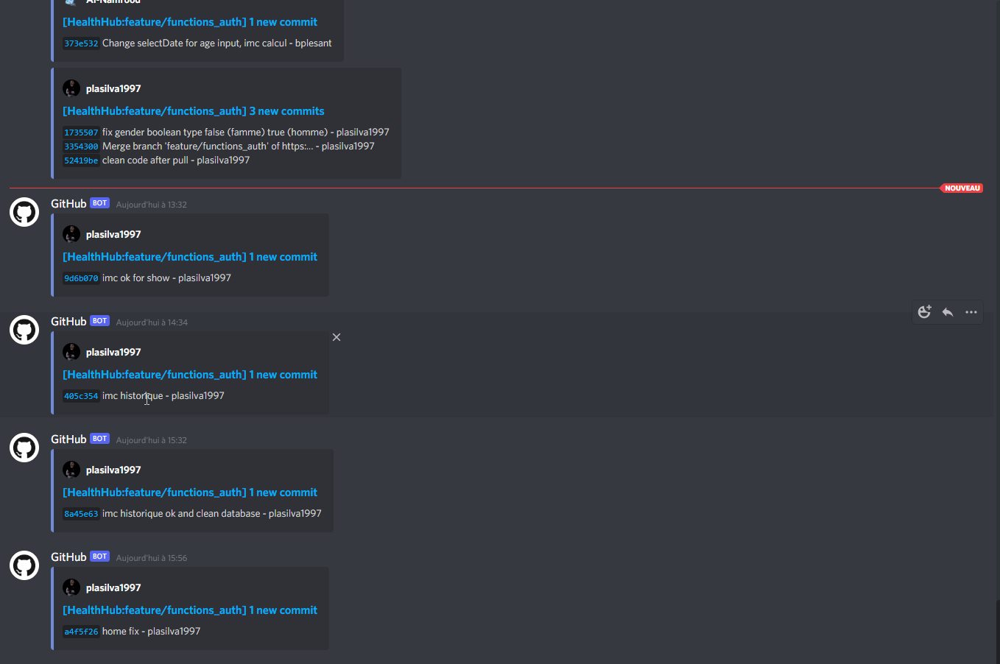 Al-Namrood
[HealthHub:feature/functions_auth] 1 new commit
373e532 Change selectDate for age input, imc calcul - bplesant
plasilva1997
[HealthHub:feature/functions_auth] 3 new commits
1735507 fix gender boolean type false (famme) true (homme) - plasilva1997
3354300 Merge branch 'feature/functions_auth' of https:... - plasilva1997
52419be clean code after pull - plasilva1997
NOUVEAU
GitHub BOT Aujourd'hui à 13:32
plasilva1997
[HealthHub:feature/functions_auth] 1 new commit
9d6b070 imc ok for show - plasilva1997
GitHub BOT Aujourd'hui à 14:34
plasilva1997
[HealthHub:feature/functions_auth] 1 new commit
405c354 imc historique - plasilva1997
GitHub BOT Aujourd'hui à 15:32
plasilva1997
[HealthHub:feature/functions_auth] 1 new commit
8a45e63 imc historique ok and clean database - plasilva1997
GitHub BOT Aujourd'hui à 15:56
plasilva1997
[HealthHub:feature/functions_auth] 1 new commit
a4f5f26 home fix - plasilva1997